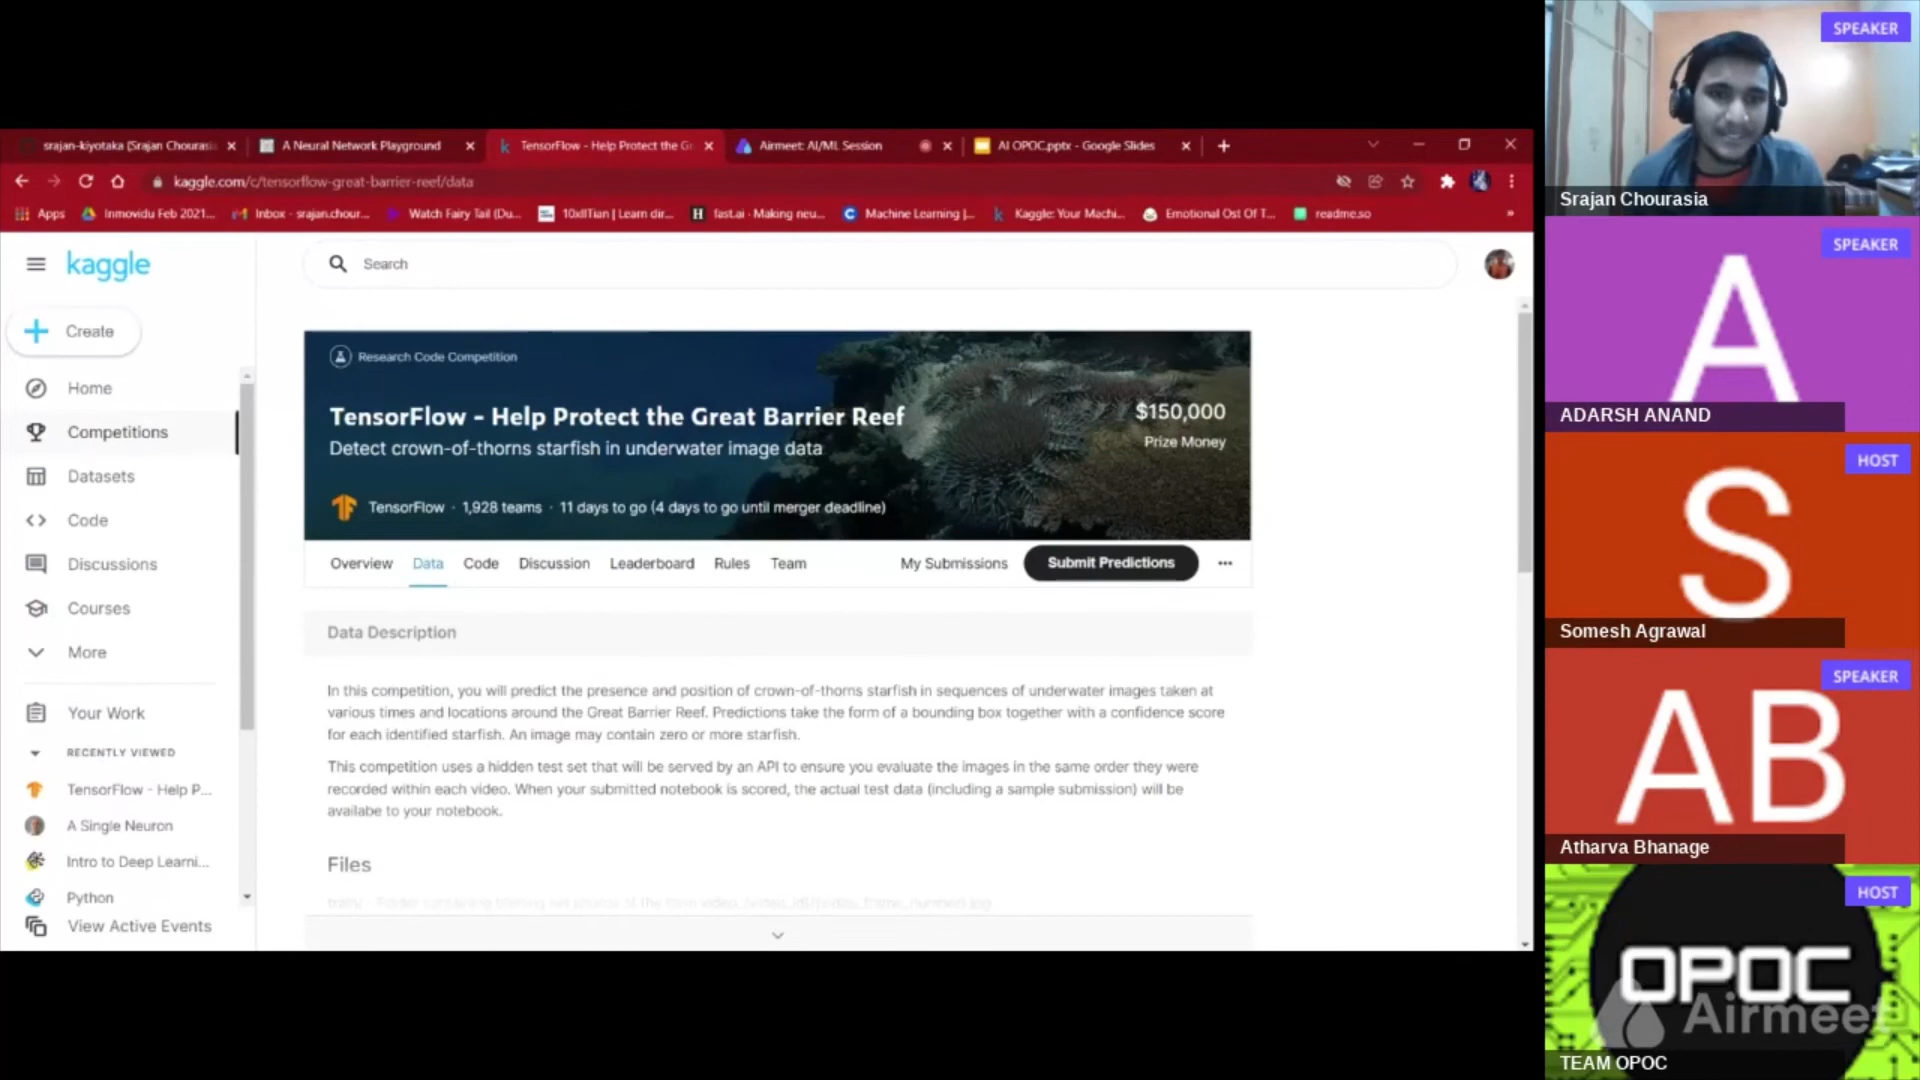 srajan-kiyotaka (Srajan Chouras
A Neural Network Playground
TensorFlow - Help Protect the Gr
Airmeet: AI/ML Session
AI OPOC.pptx - Google Slides
kaggle.com/c/tensorflow-great-barrier-reef/data
Apps
Inmovidu Feb 2021...
Inbox - srajan.chour...
Watch Fairy Tail (Du...
10xIITian | Learn dir...
fast.ai · Making neu...
Machine Learning |...
Kaggle: Your Machi...
Emotional Ost Of T...
readme.so
»
kaggle
Search
Create
Home
Competitions
Datasets
Code
Discussions
Courses
More
Your Work
RECENTLY VIEWED
TensorFlow - Help P...
A Single Neuron
Intro to Deep Learni...
Python
View Active Events
Research Code Competition
TensorFlow - Help Protect the Great Barrier Reef
Detect crown-of-thorns starfish in underwater image data
$150,000
Prize Money
TensorFlow · 1,928 teams · 11 days to go (4 days to go until merger deadline)
Overview
Data
Code
Discussion
Leaderboard
Rules
Team
My Submissions
Submit Predictions
Data Description
In this competition, you will predict the presence and position of crown-of-thorns starfish in sequences of underwater images taken at
various times and locations around the Great Barrier Reef. Predictions take the form of a bounding box together with a confidence score
for each identified starfish. An image may contain zero or more starfish.
This competition uses a hidden test set that will be served by an API to ensure you evaluate the images in the same order they were
recorded within each video. When your submitted notebook is scored, the actual test data (including a sample submission) will be
availabe to your notebook.
Files
SPEAKER
Srajan Chourasia
SPEAKER
A
ADARSH ANAND
HOST
S
Somesh Agrawal
SPEAKER
AB
Atharva Bhanage
HOST
OPOC
Airmeet
TEAM OPOC